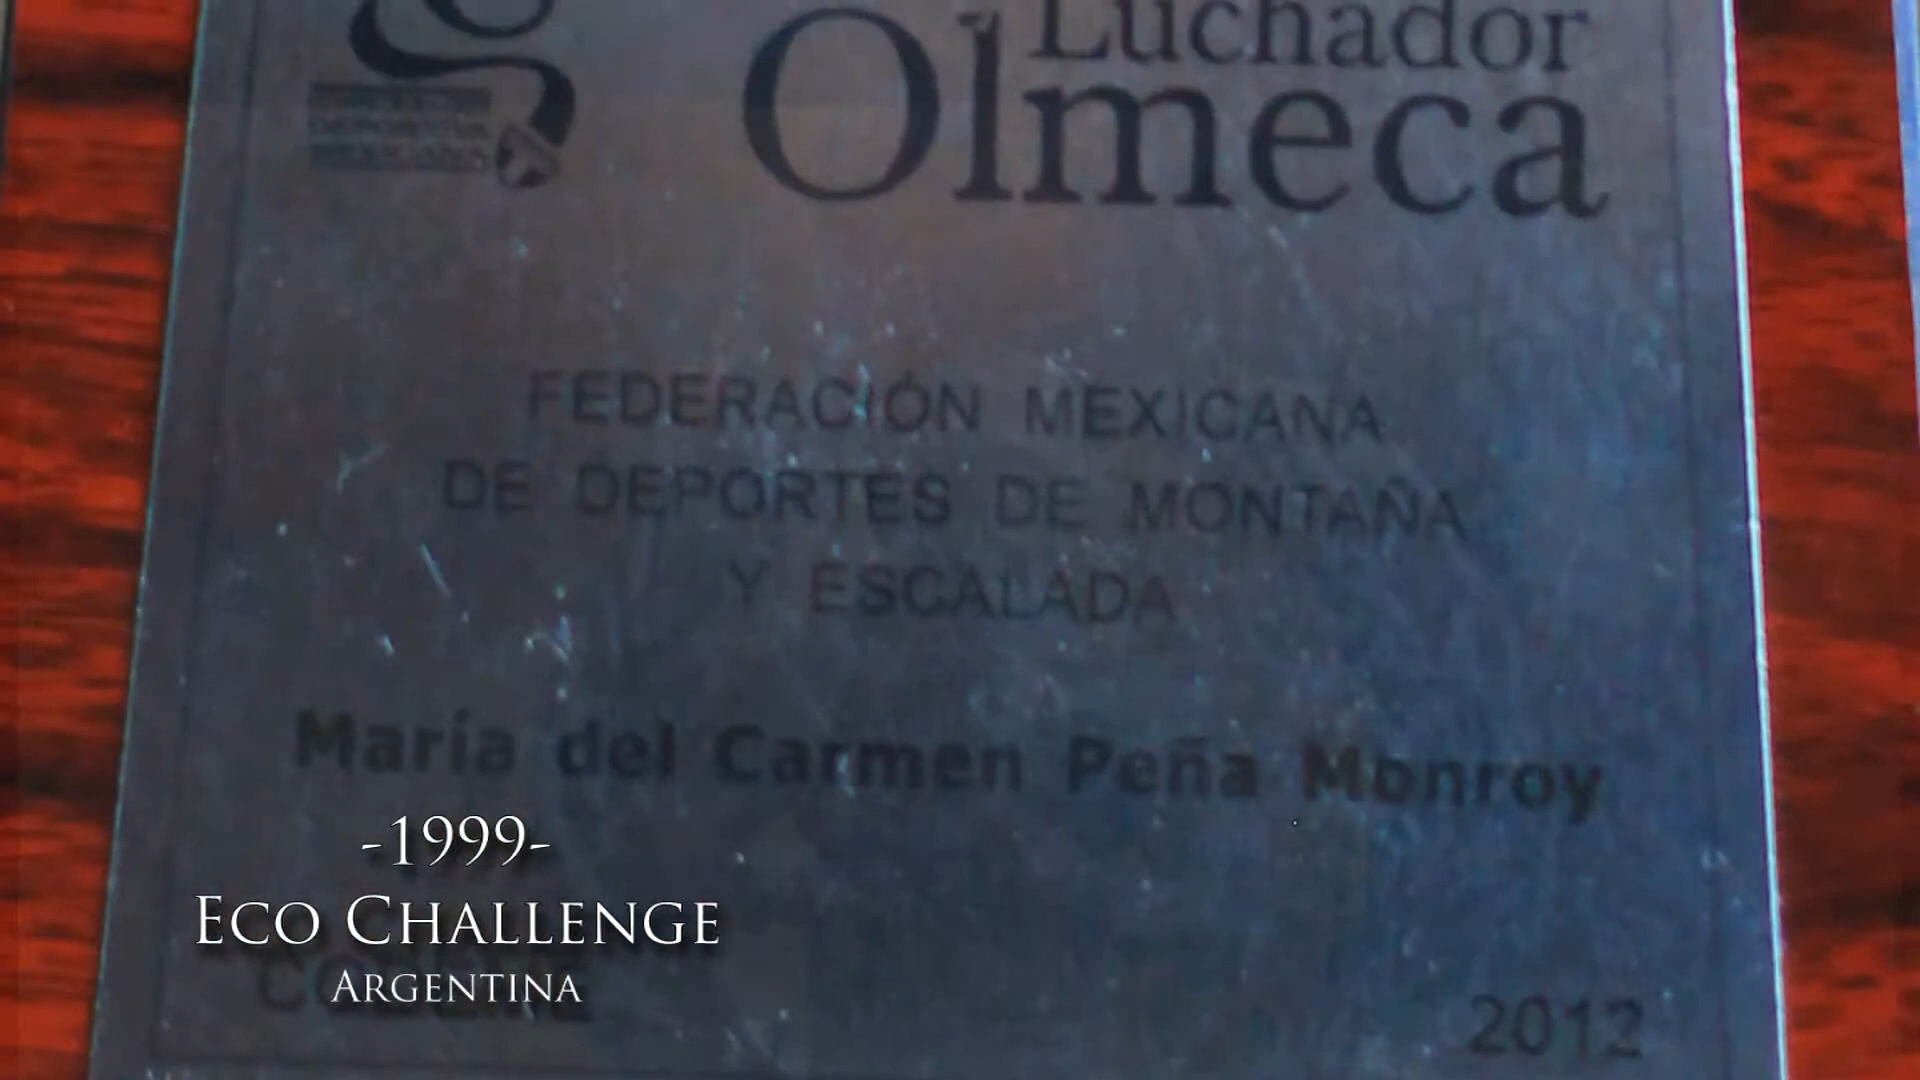 Luchador
Olmeca
FEDERACIÓN MEXICANA
DE DEPORTES DE MONTAÑA
Y ESCALADA
María del Carmen Peña Monroy
-1999-
ECO CHALLENGE
ARGENTINA
2012